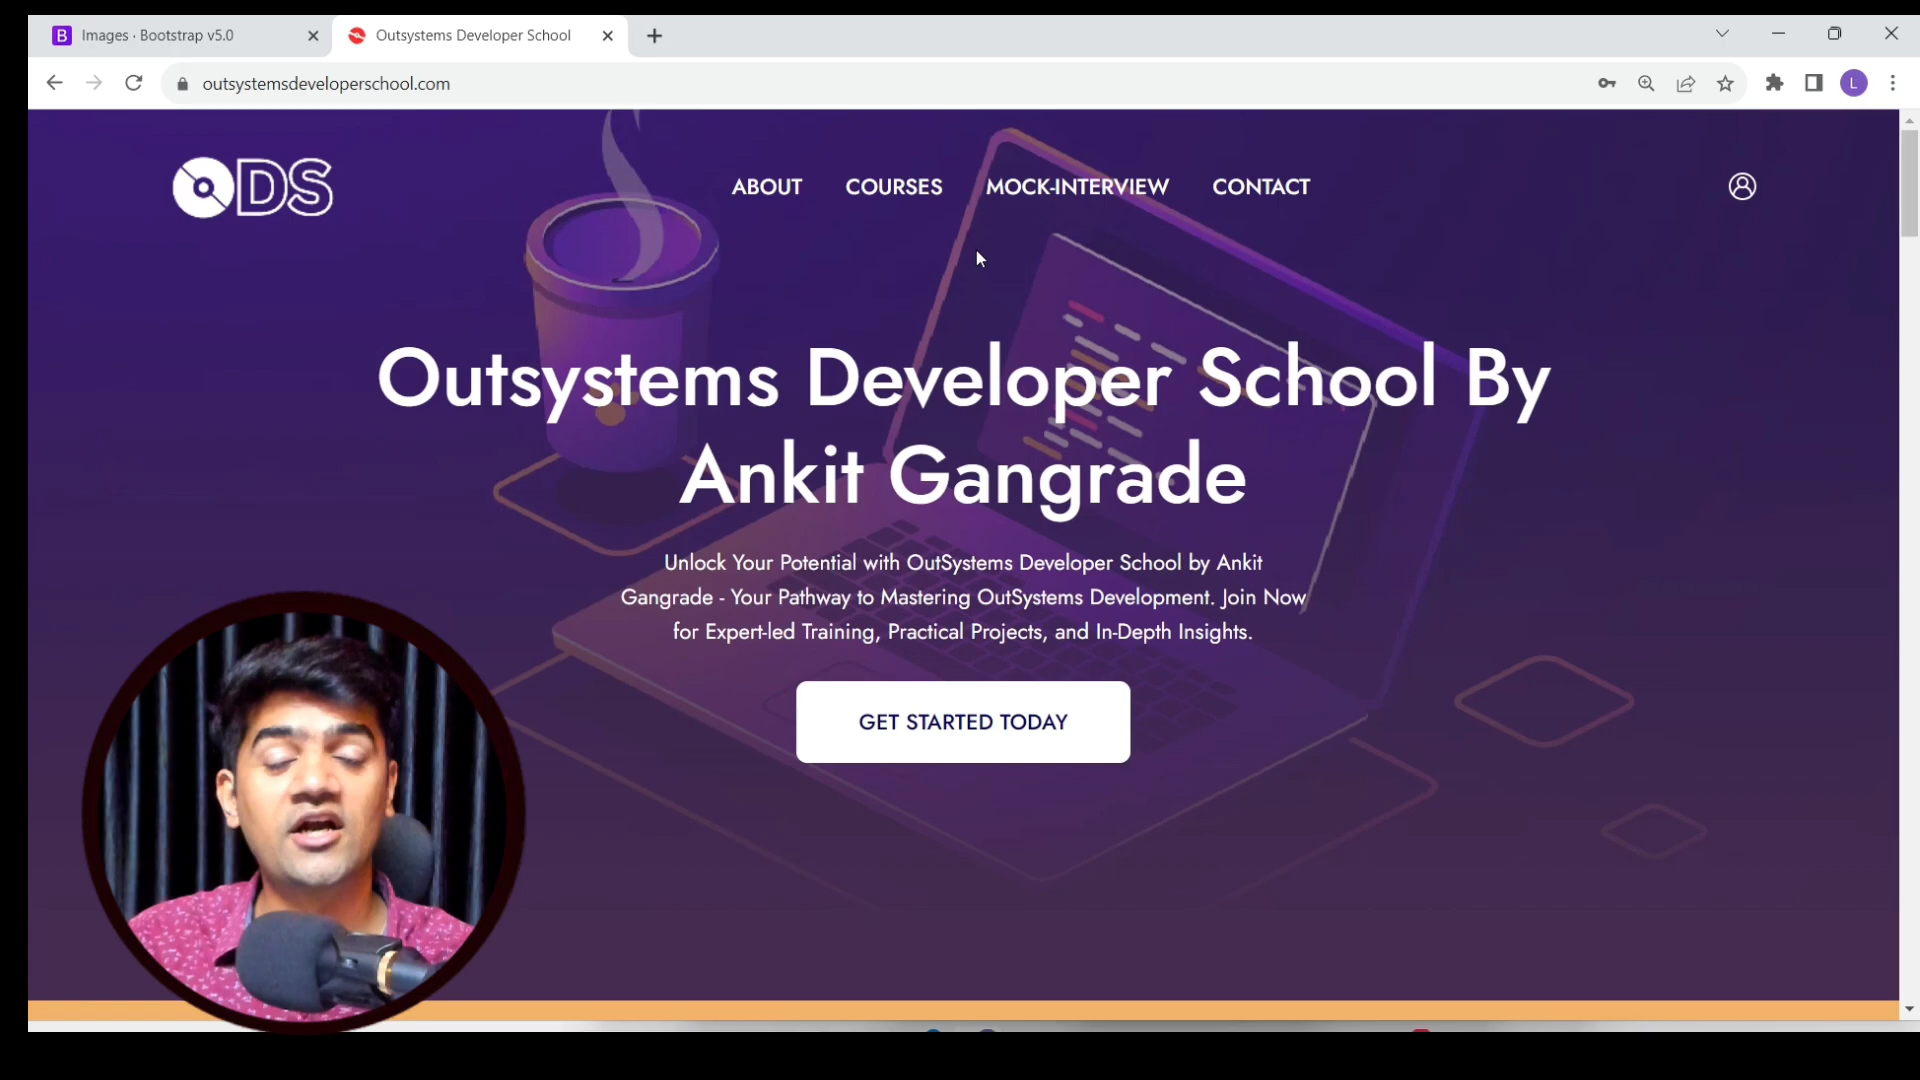 Images · Bootstrap v5.0
Outsystems Developer School
outsystemsdeveloperschool.com
L
ODS
ABOUT
COURSES
MOCK-INTERVIEW
CONTACT
Outsystems Developer School By
Ankit Gangrade
Unlock Your Potential with OutSystems Developer School by Ankit
Gangrade - Your Pathway to Mastering OutSystems Development. Join Now
for Expert-led Training, Practical Projects, and In-Depth Insights.
GET STARTED TODAY